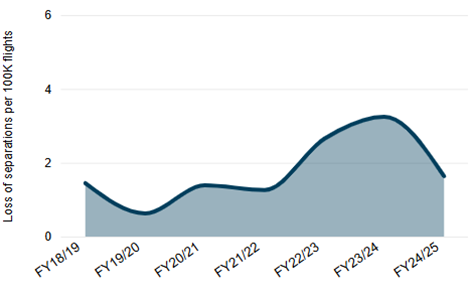 Loss of separations per 100K flights
6
4
2
0
FY18/19
FY19/20
FY20/21
FY21/22
FY22/23
FY23/24
FY24/25